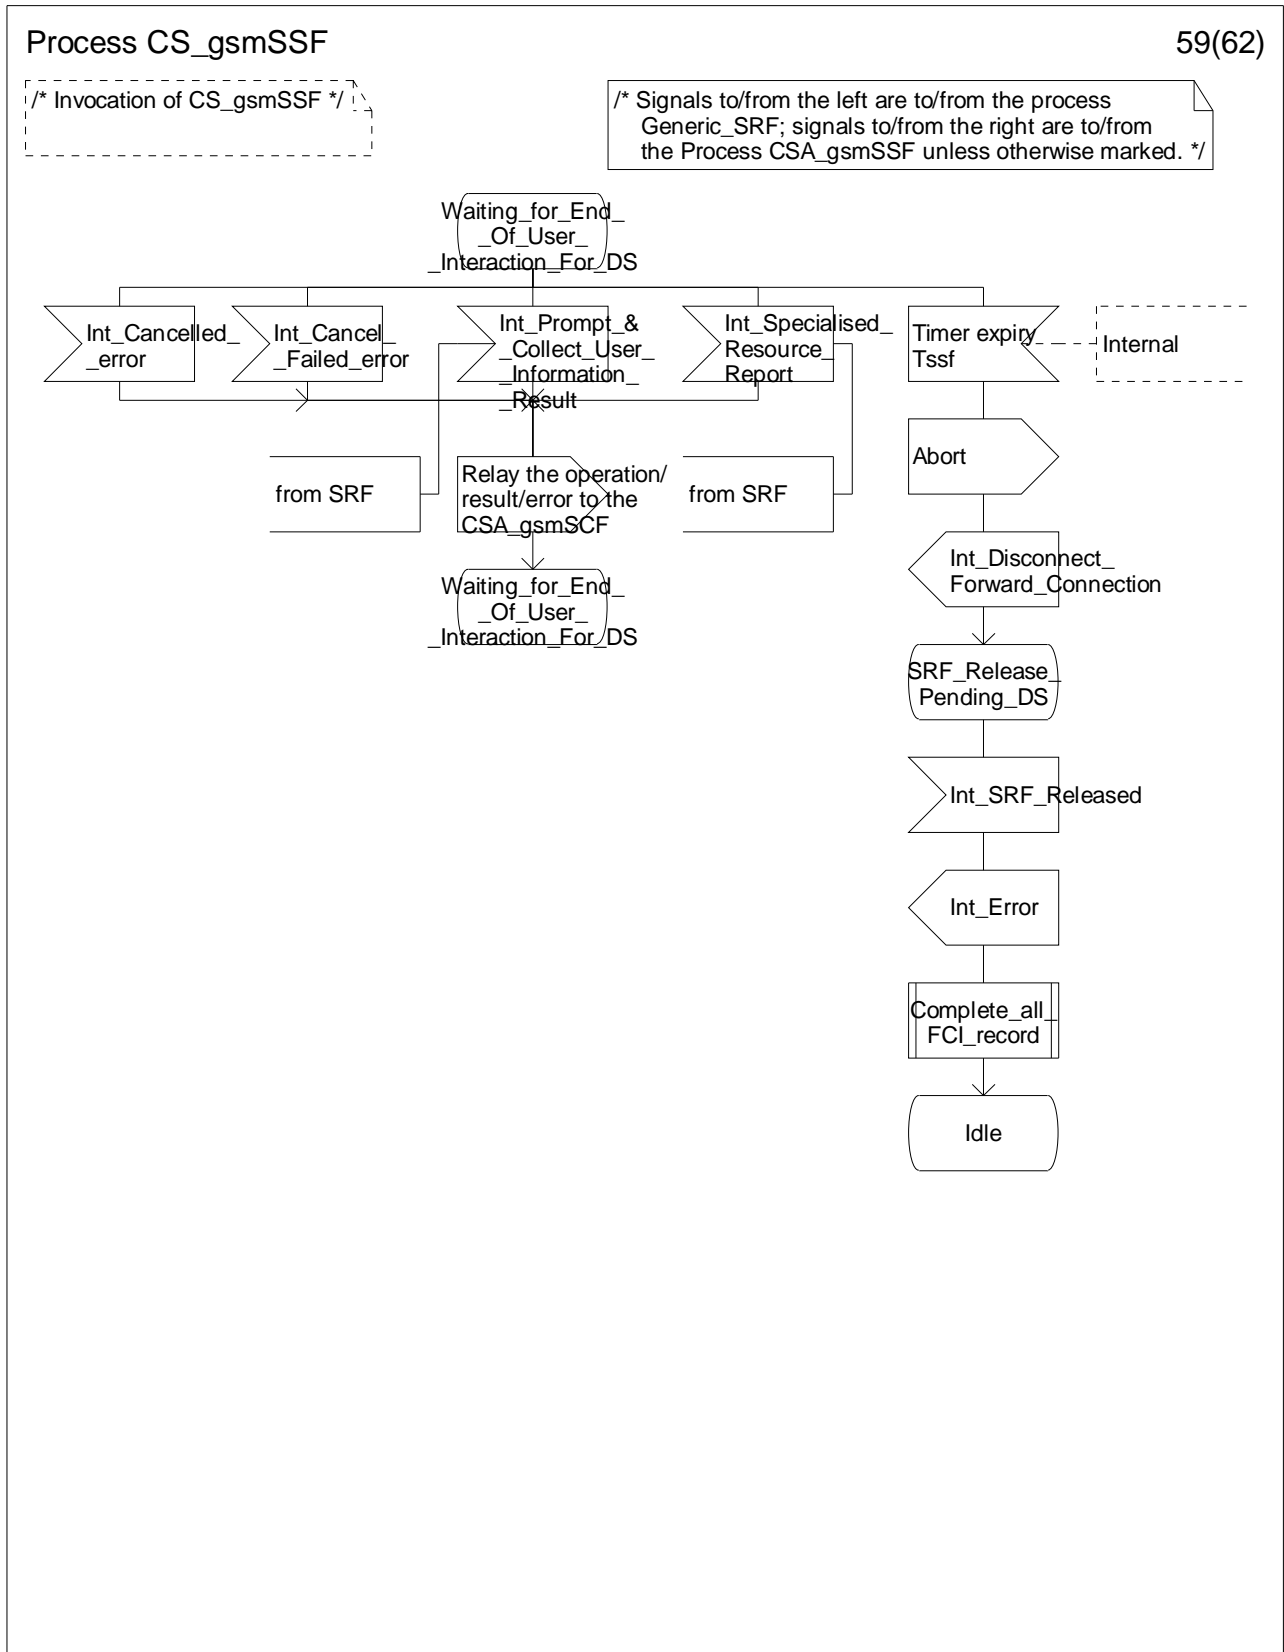 Process CS_gsmSSF
59(62)
/* Invocation of CS_gsmSSF */
/* Signals to/from the left are to/from the process
Generic_SRF; signals to/from the right are to/from
the Process CSA_gsmSSF unless otherwise marked. */
Waiting_for_End_
_Of_User_
_Interaction_For_DS
Int_Cancelled_
_error
Int_Cancel_
_Failed_error
Int_Prompt_&
_Collect_User_
_Information_
_Result
Int_Specialised_
Resource_
Report
Timer expiry
Tssf
Internal
from SRF
Relay the operation/
result/error to the
CSA_gsmSCF
from SRF
Abort
Waiting_for_End_
_Of_User_
_Interaction_For_DS
Int_Disconnect_
Forward_Connection
SRF_Release_
Pending_DS
Int_SRF_Released
Int_Error
Complete_all_
FCI_record
Idle